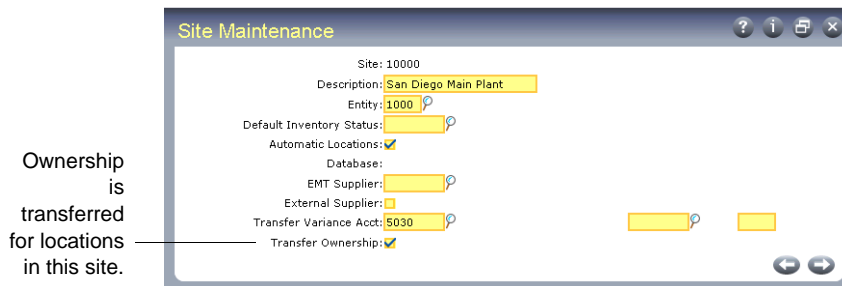 Site Maintenance
? i
Site: 10000
Description: San Diego Main Plant
Entity: 1000
Default Inventory Status:
Automatic Locations:
Database:
EMT Supplier:
External Supplier:
Transfer Variance Acct: 5030
Transfer Ownership:
Ownership
is
transferred
for locations
in this site.